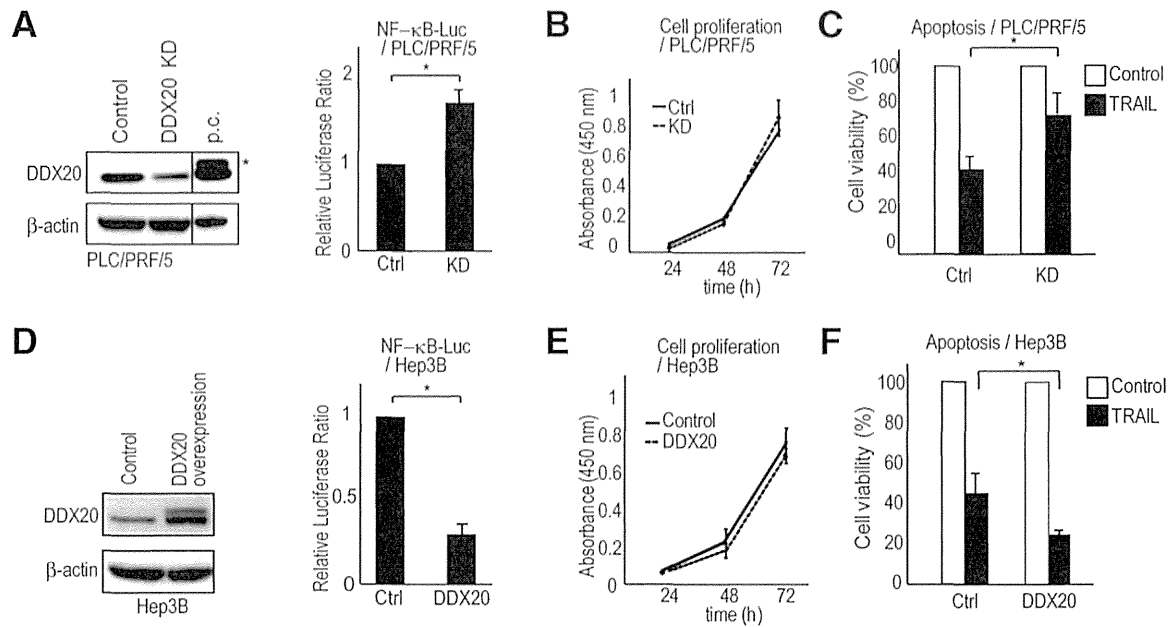 A
Control
DDX20 KD
p.c.
DDX20
*
β-actin
PLC/PRF/5
NF-κB-Luc
/ PLC/PRF/5
Relative Luciferase Ratio
2
1
0
*
Ctrl
KD
B
Cell proliferation
/ PLC/PRF/5
Absorbance (450 nm)
1
0.8
0.6
0.4
0.2
0
Ctrl
KD
24
48
72
time (h)
C
Apoptosis / PLC/PRF/5
*
Cell viability (%)
100
80
60
40
20
0
Control
TRAIL
Ctrl
KD
D
Control
DDX20
overexpression
DDX20
β-actin
Hep3B
NF-κB-Luc
/ Hep3B
Relative Luciferase Ratio
1
0.5
0
*
Ctrl
DDX20
E
Cell proliferation
/ Hep3B
Absorbance (450 nm)
1
0.8
0.6
0.4
0.2
0
Control
DDX20
24
48
72
time (h)
F
Apoptosis / Hep3B
*
Cell viability (%)
100
80
60
40
20
0
Control
TRAIL
Ctrl
DDX20